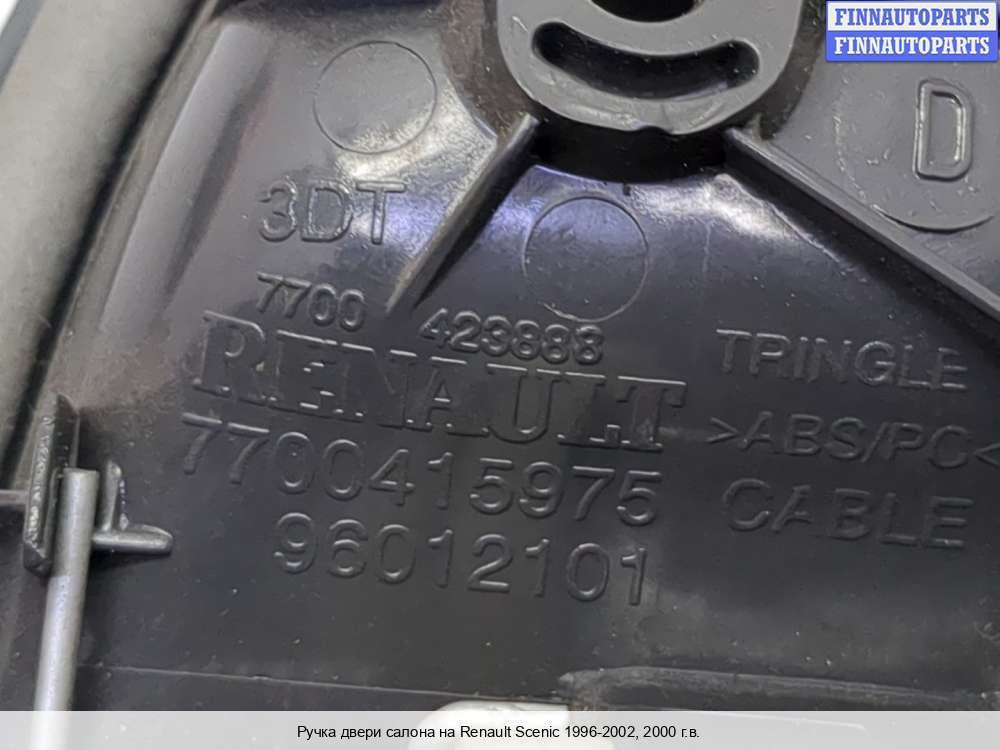 FINNAUTOPARTS
FINNAUTOPARTS
D
3DT
7700 423888
RENAULT
TRINGLE
7700415975
>ABS/PC<
96012101
CABLE
Ручка двери салона на Renault Scenic 1996-2002, 2000 г.в.